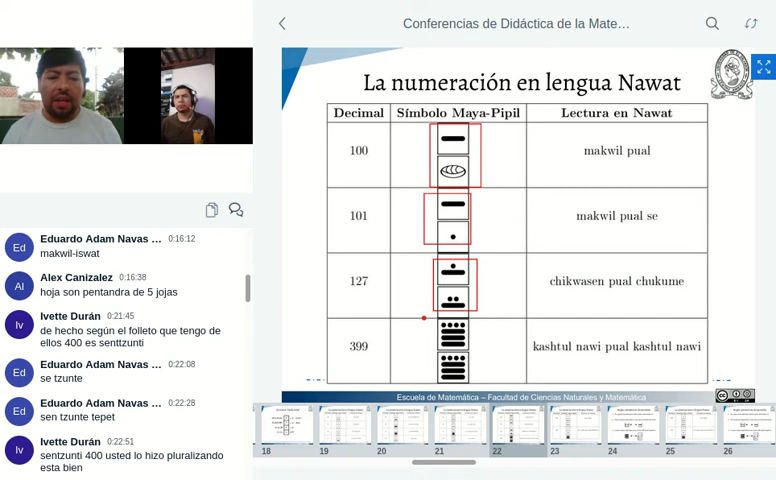 Conferencias de Didáctica de la Mate…
La numeración en lengua Nawat
Decimal Símbolo Maya-Pipil Lectura en Nawat
100 makwil pual
101 makwil pual se
127 chikwasen pual chukume
399 kashtul nawi pual kashtul nawi
Escuela de Matemática – Facultad de Ciencias Naturales y Matemática
18 19 20 21 22 23 24 25 26
Ed Eduardo Adam Navas … 0:16:12
makwil-iswat
Al Alex Canizalez 0:16:38
hoja son pentandra de 5 jojas
Iv Ivette Durán 0:21:45
de hecho según el folleto que tengo de
ellos 400 es senttzunti
Ed Eduardo Adam Navas … 0:22:08
se tzunte
Ed Eduardo Adam Navas … 0:22:28
sen tzunte tepet
Iv Ivette Durán 0:22:51
sentzunti 400 usted lo hizo pluralizando
esta bien